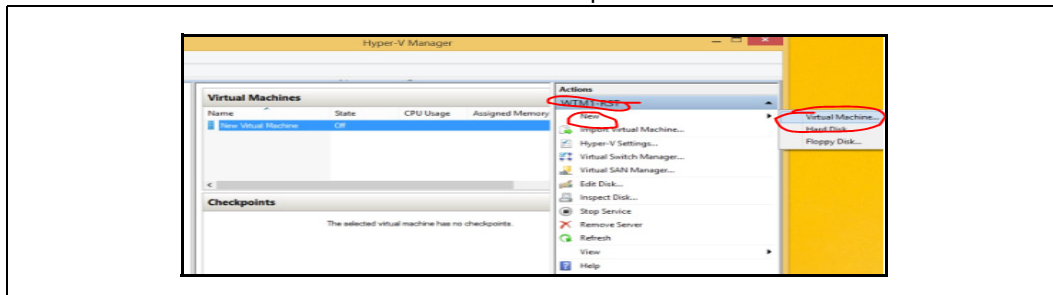 Hyper-V Manager
Virtual Machines
Name State CPU Usage Assigned Memory
New Virtual Machine Off
Checkpoints
The selected virtual machine has no checkpoints.
Actions
WTM1-RST
New
Import Virtual Machine...
Hyper-V Settings...
Virtual Switch Manager...
Virtual SAN Manager...
Edit Disk...
Inspect Disk...
Stop Service
Remove Server
Refresh
View
Help
Virtual Machine...
Hard Disk...
Floppy Disk...